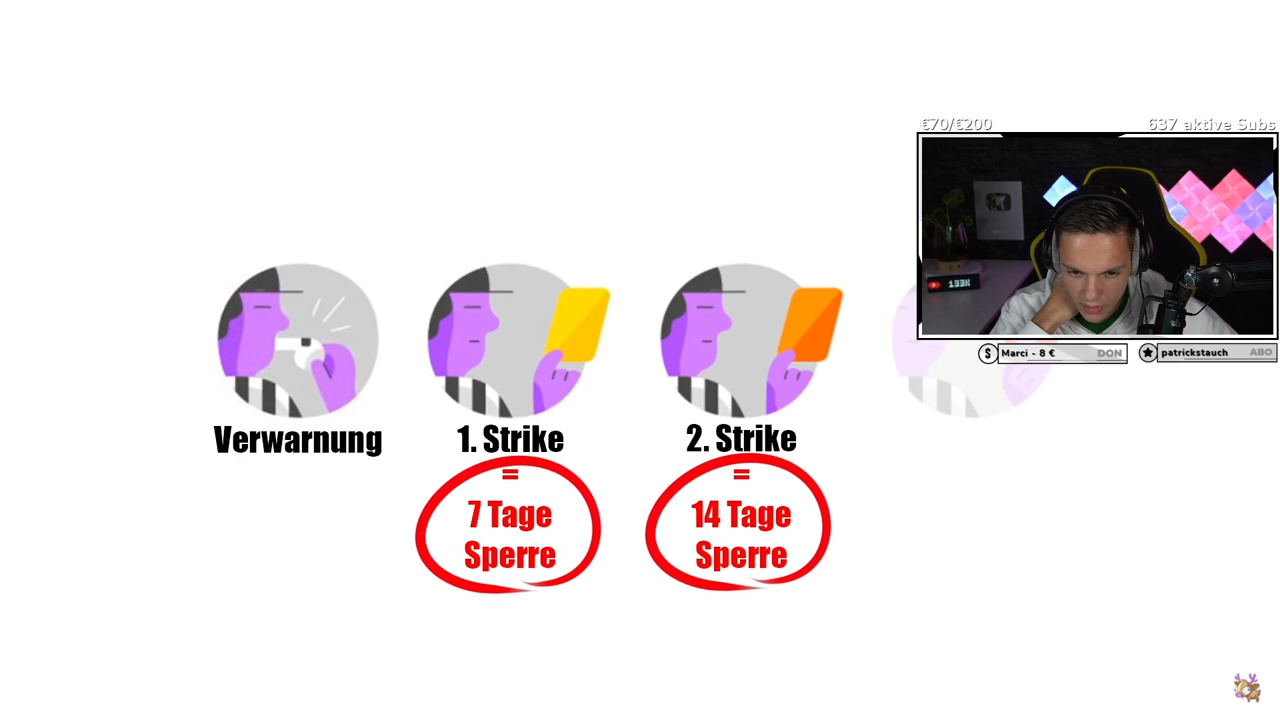 €70/€200
637 aktive Subs
133K
$
Marci - 8 €
DON
patrickstauch
ABO
Verwarnung
1. Strike
=
7 Tage
Sperre
2. Strike
=
14 Tage
Sperre